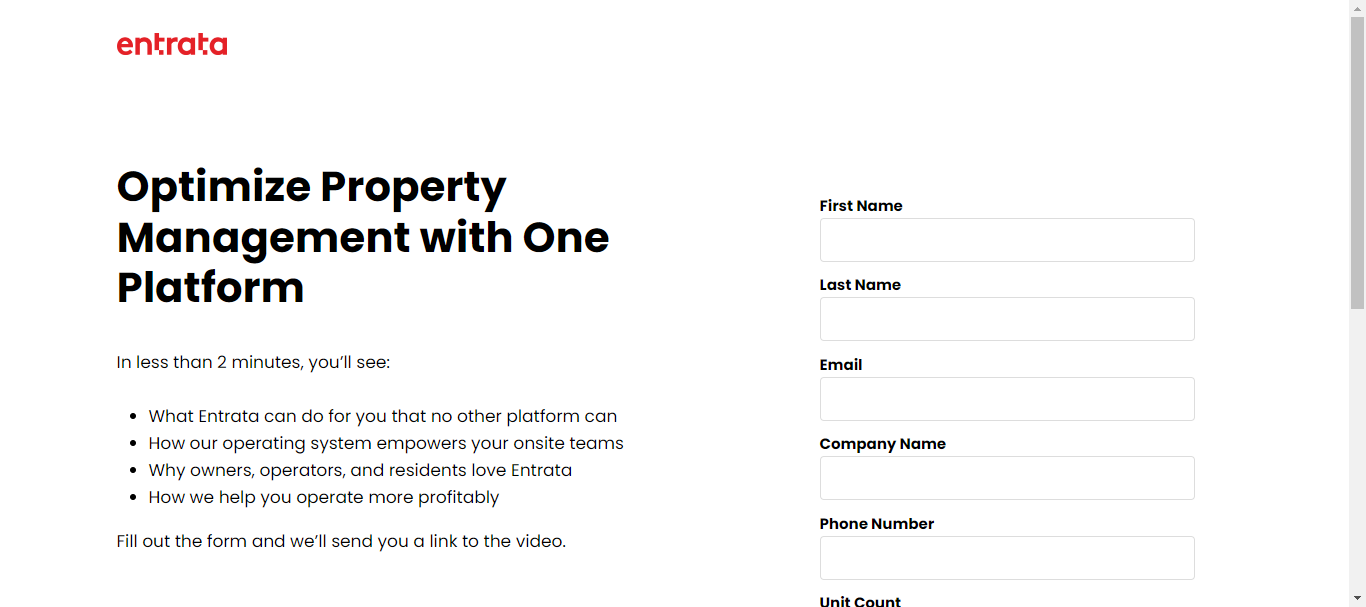 entrata
Optimize Property
Management with One
Platform
In less than 2 minutes, you’ll see:
What Entrata can do for you that no other platform can
How our operating system empowers your onsite teams
Why owners, operators, and residents love Entrata
How we help you operate more profitably
Fill out the form and we’ll send you a link to the video.
First Name
Last Name
Email
Company Name
Phone Number
Unit Count